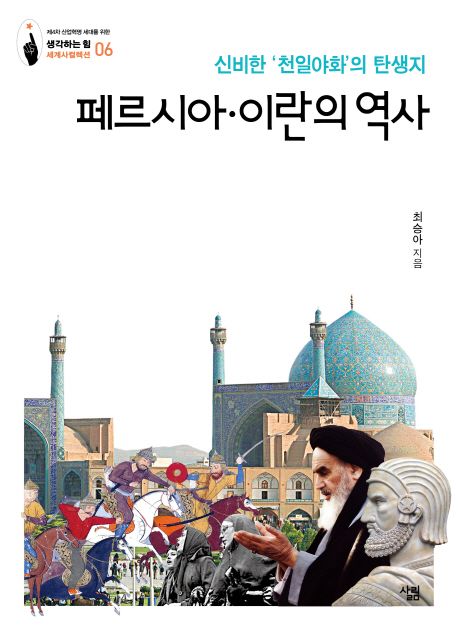 제4차 산업혁명 세대를 위한
생각하는 힘
세계사컬렉션 06
신비한 ‘천일야화’의 탄생지
페르시아·이란의 역사
최승아 지음
살림